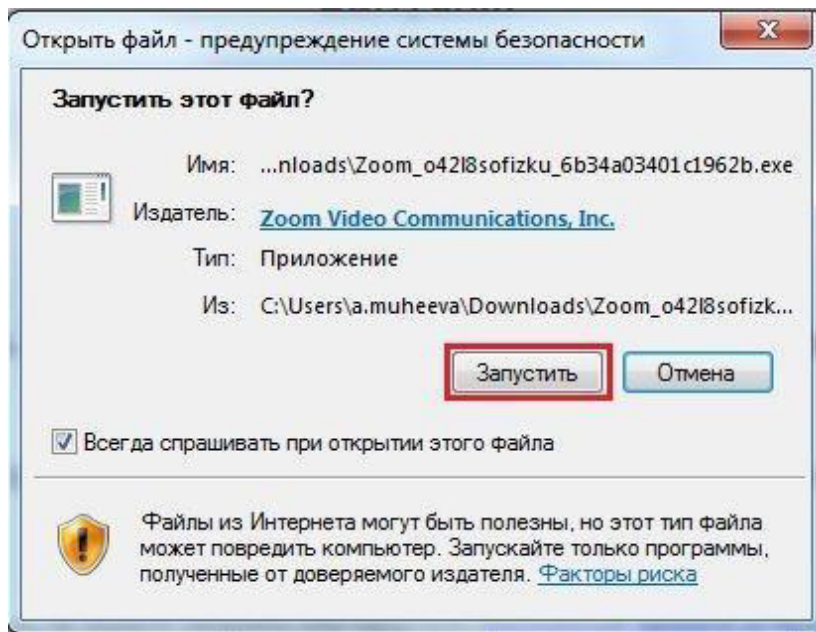 Открыть файл - предупреждение системы безопасности
Запустить этот файл?
Имя: ...nloads\Zoom_o42l8sofizku_6b34a03401c1962b.exe
Издатель: Zoom Video Communications, Inc.
Тип: Приложение
Из: C:\Users\a.muheeva\Downloads\Zoom_o42l8sofizk...
Запустить Отмена
Всегда спрашивать при открытии этого файла
Файлы из Интернета могут быть полезны, но этот тип файла
может повредить компьютер. Запускайте только программы,
полученные от доверяемого издателя. Факторы риска